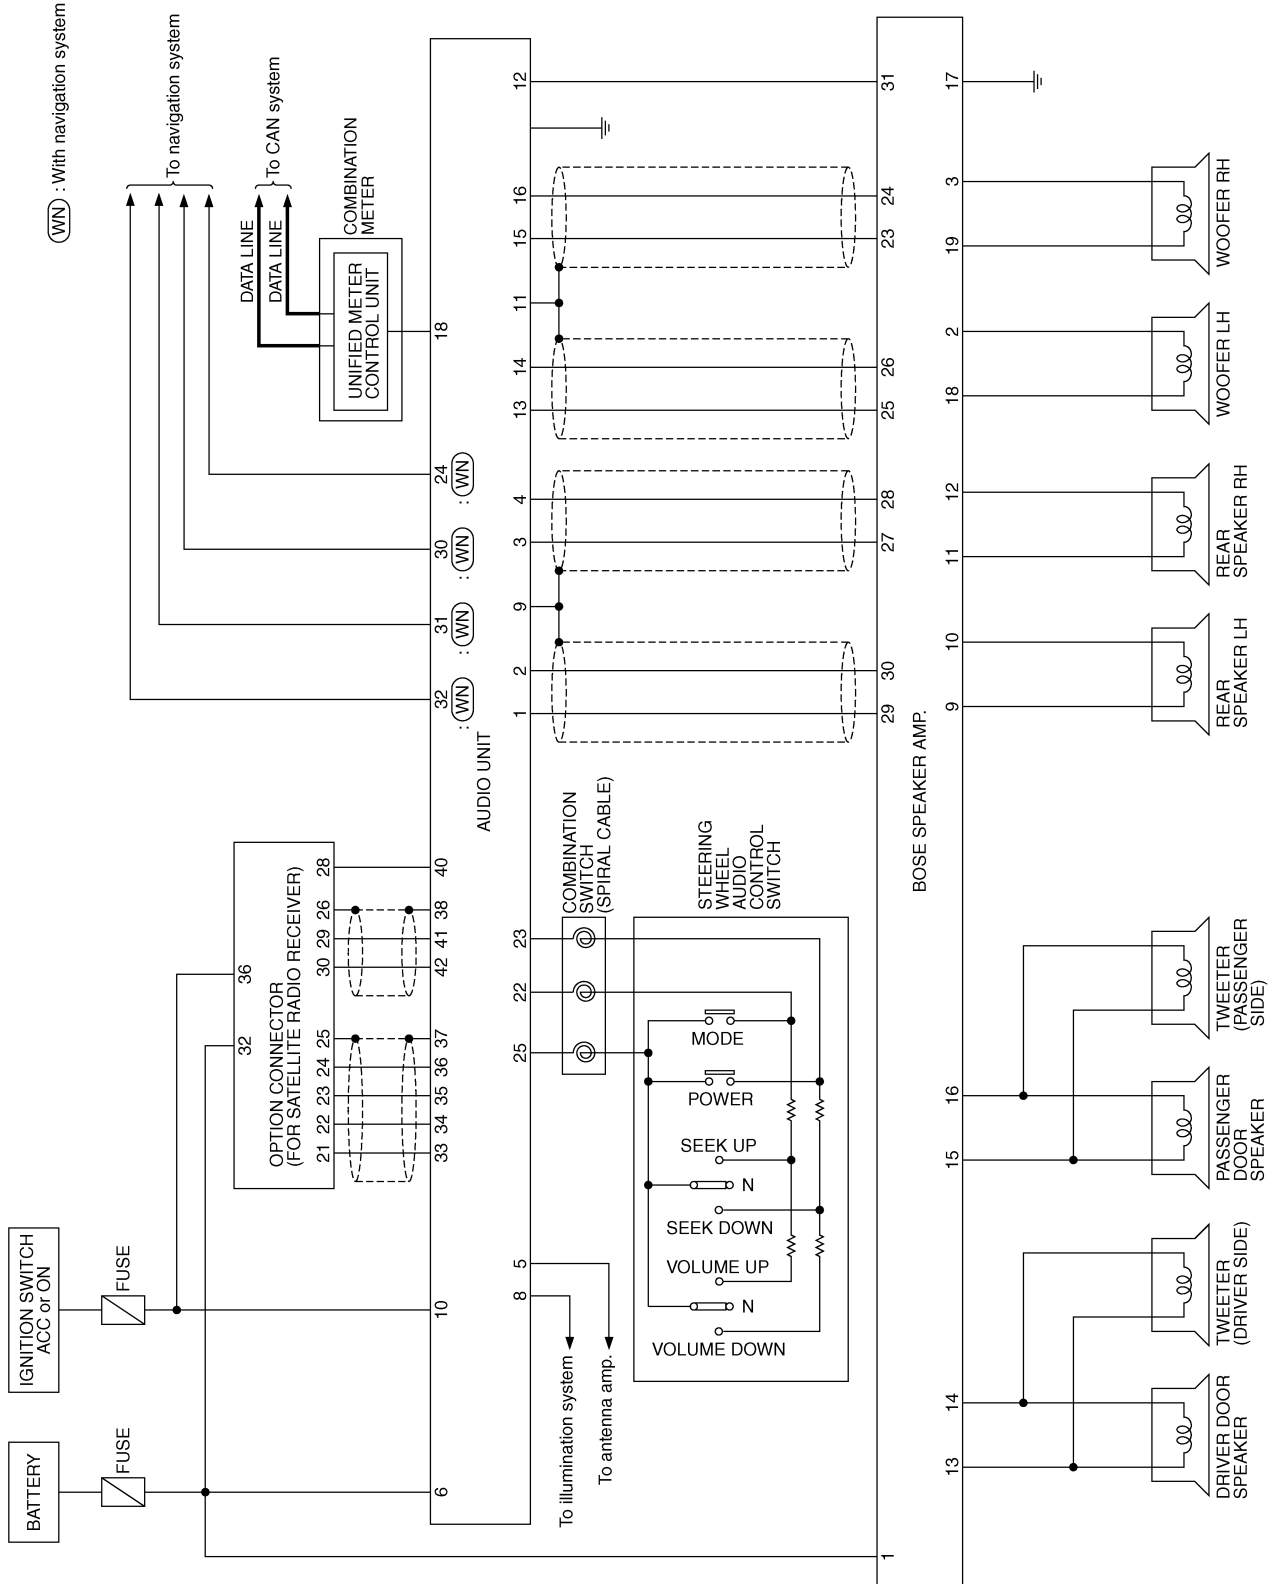 BATTERY
FUSE
IGNITION SWITCH
ACC or ON
FUSE
OPTION CONNECTOR
(FOR SATELLITE RADIO RECEIVER)
32
36
21
22
23
24
25
30
29
26
28
To navigation system
WN : With navigation system
To CAN system
DATA LINE
DATA LINE
COMBINATION
METER
UNIFIED METER
CONTROL UNIT
6
10
33
34
35
36
37
42
41
38
40
32
: WN
31
: WN
30
: WN
24
: WN
18
AUDIO UNIT
8
5
25
22
23
1
2
9
3
4
13
14
11
15
16
12
To illumination system
To antenna amp.
COMBINATION
SWITCH
(SPIRAL CABLE)
STEERING
WHEEL
AUDIO
CONTROL
SWITCH
VOLUME DOWN
N
VOLUME UP
SEEK DOWN
N
SEEK UP
POWER
MODE
1
29
30
27
28
25
26
23
24
31
BOSE SPEAKER AMP.
13
14
15
16
9
10
11
12
18
2
19
3
17
DRIVER DOOR
SPEAKER
TWEETER
(DRIVER SIDE)
PASSENGER
DOOR
SPEAKER
TWEETER
(PASSENGER
SIDE)
REAR
SPEAKER LH
REAR
SPEAKER RH
WOOFER LH
WOOFER RH